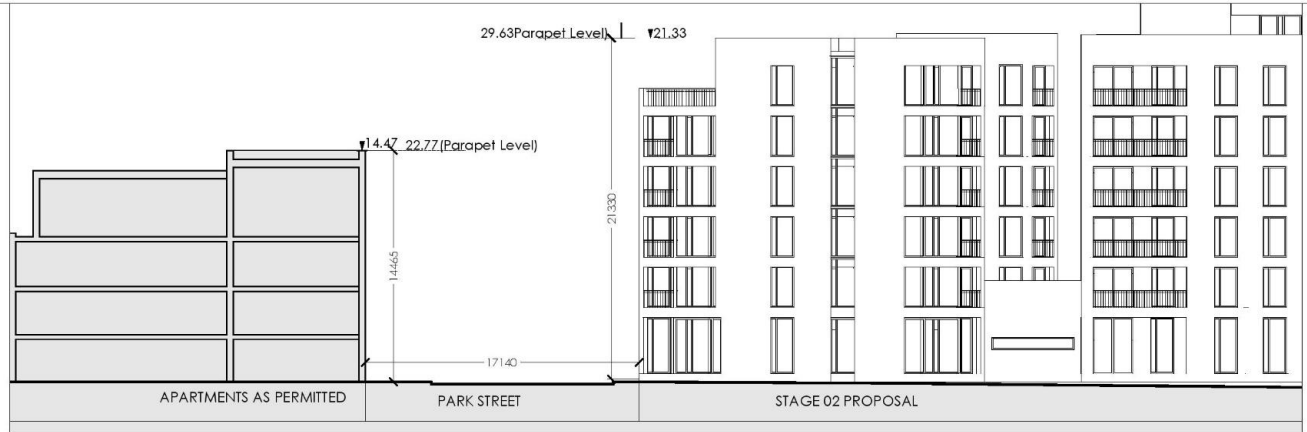 29.63Parapet Level)
▼21.33
▼14.47 22.77(Parapet Level)
21330
14465
17140
APARTMENTS AS PERMITTED
PARK STREET
STAGE 02 PROPOSAL